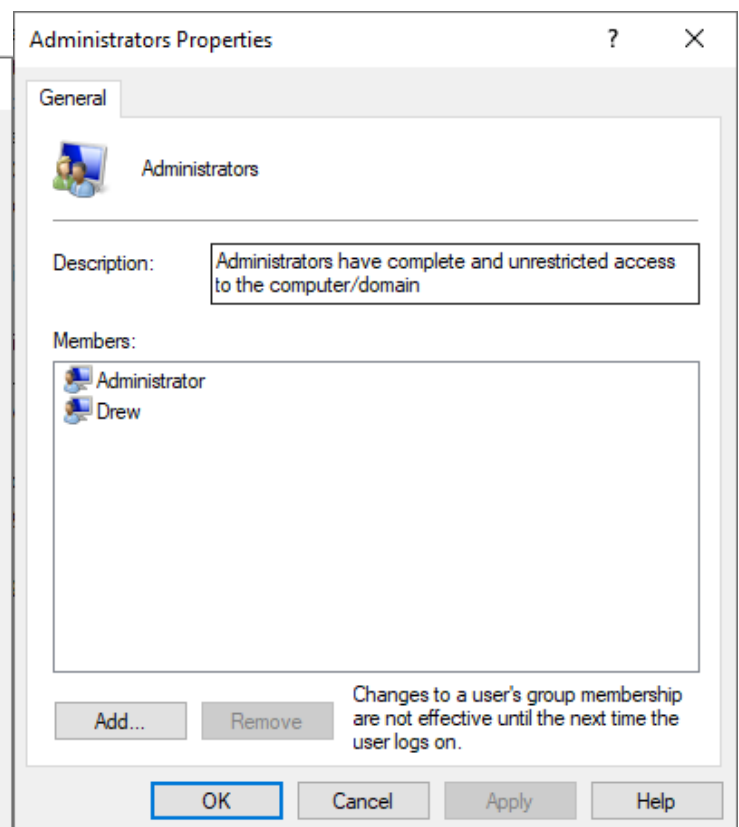 Administrators Properties
?
General
Administrators
Description:
Administrators have complete and unrestricted access
to the computer/domain
Members:
Administrator
Drew
Add...
Remove
Changes to a user's group membership
are not effective until the next time the
user logs on.
OK
Cancel
Apply
Help